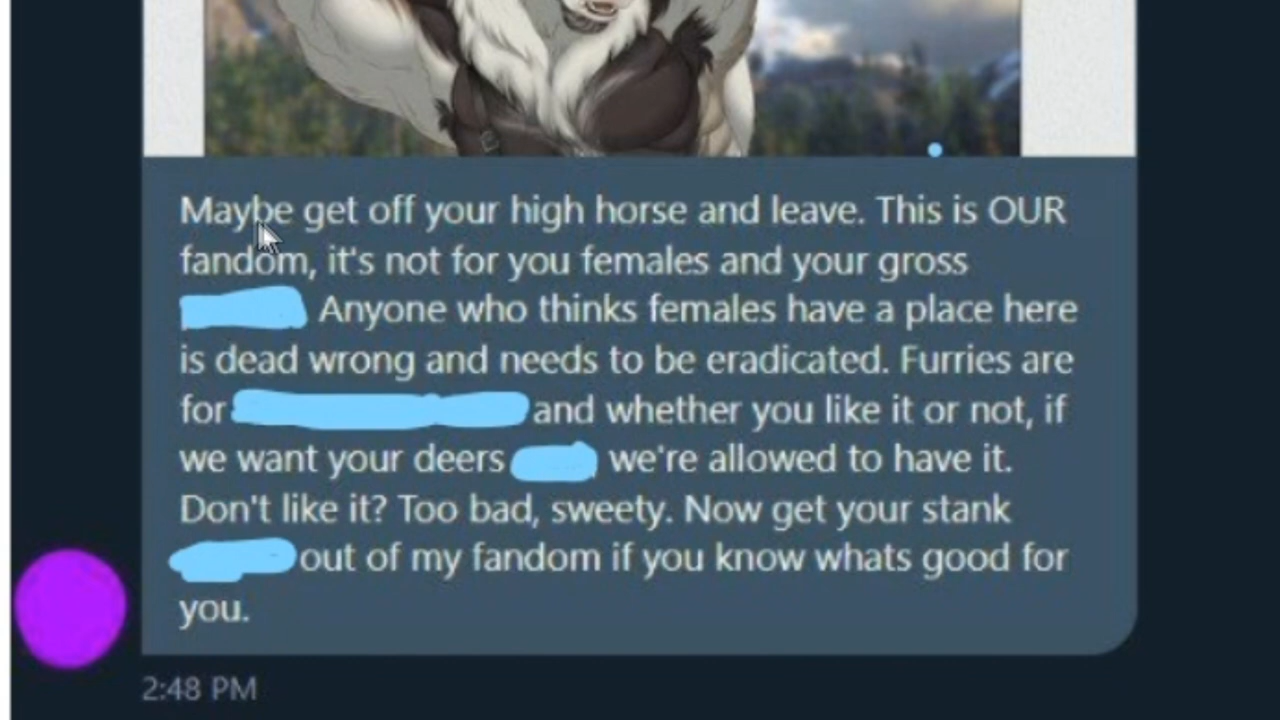 Maybe get off your high horse and leave. This is OUR
fandom, it's not for you females and your gross
Anyone who thinks females have a place here
is dead wrong and needs to be eradicated. Furries are
for and whether you like it or not, if
we want your deers we're allowed to have it.
Don't like it? Too bad, sweety. Now get your stank
out of my fandom if you know whats good for
you.
2:48 PM